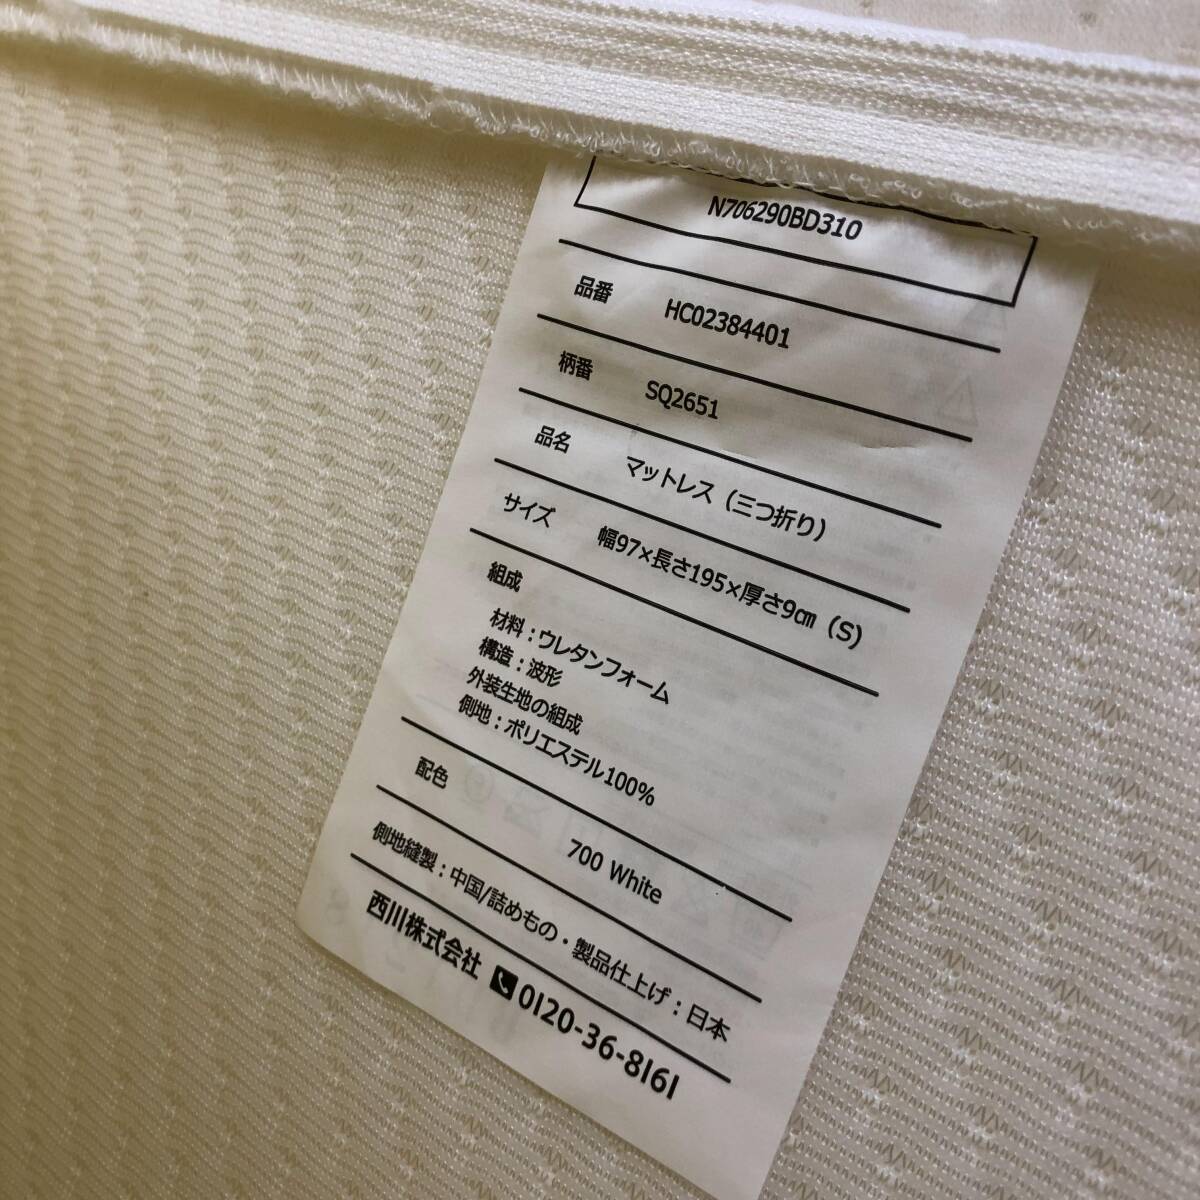 N706290BD310
品番 HC02384401
柄番 SQ2651
品名 マットレス（三つ折り）
サイズ 幅97×長さ195×厚さ9㎝（S）
組成
材料：ウレタンフォーム
構造：波形
外装生地の組成
側地：ポリエステル100%
配色 700 White
側地縫製：中国/詰めもの・製品仕上げ：日本
西川株式会社 0120-36-8161